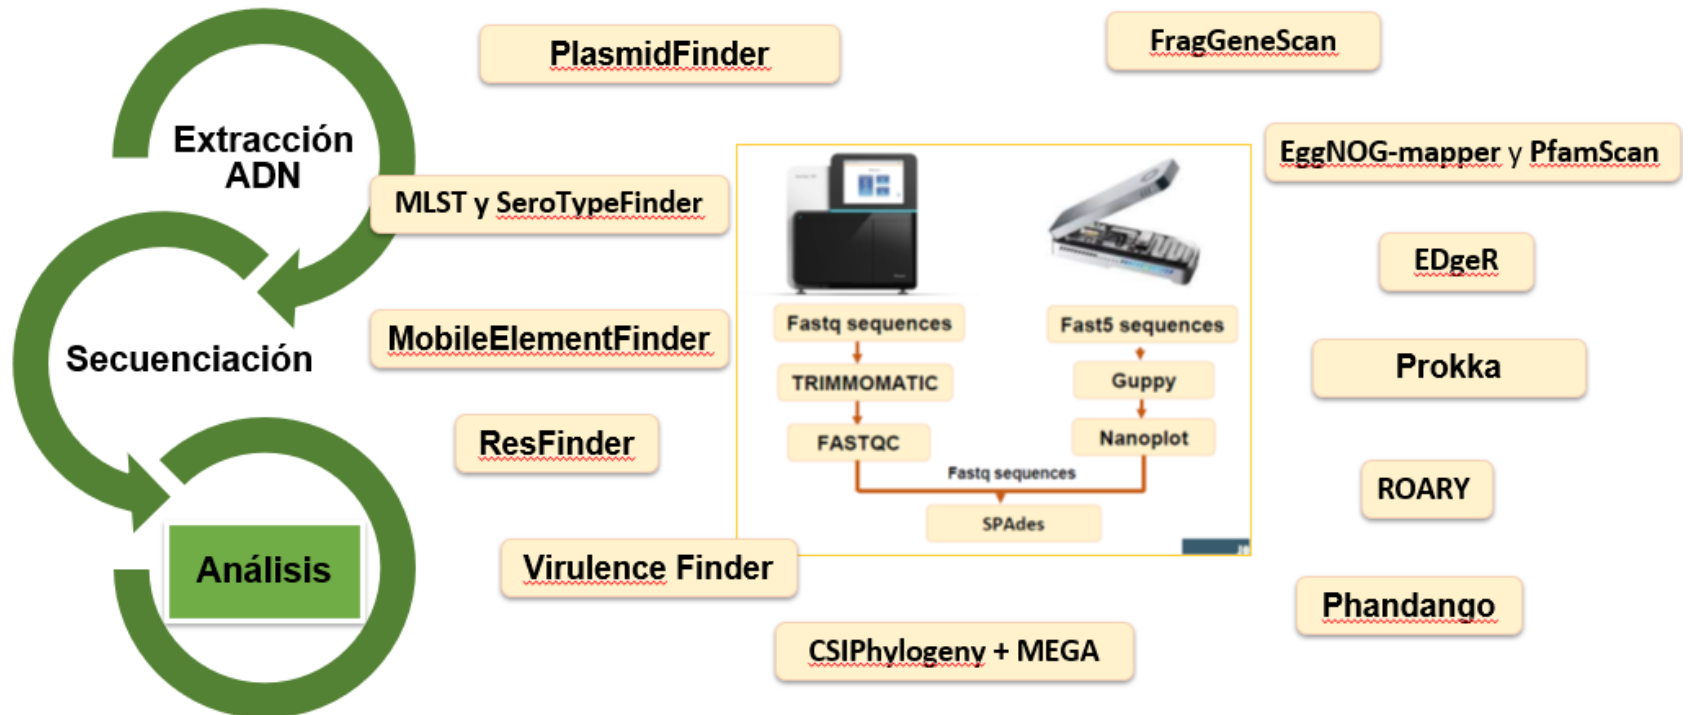 PlasmidFinder
FragGeneScan
Extracción
ADN
EggNOG-mapper y PfamScan
MLST y SeroTypeFinder
EDgeR
Fastq sequences
Fast5 sequences
MobileElementFinder
Secuenciación
Prokka
TRIMMOMATIC
Guppy
ResFinder
FASTQC
Nanoplot
Fastq sequences
ROARY
SPAdes
Análisis
Virulence Finder
Phandango
CSIPhylogeny + MEGA